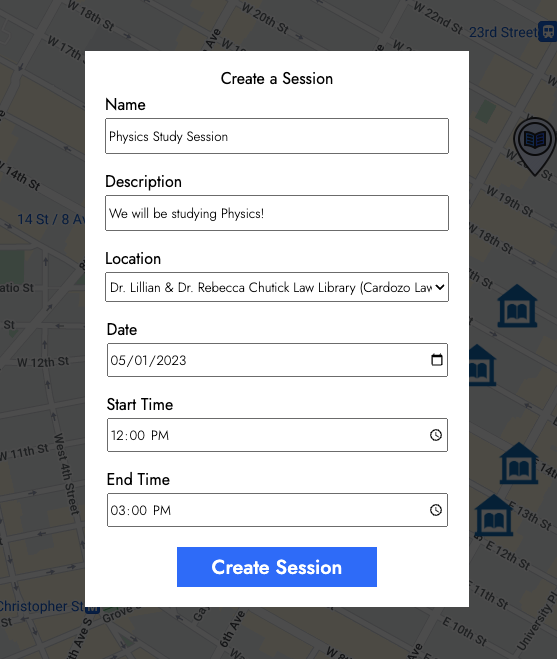 W 18th St
W 20th St
W 22nd St
23rd Street
W 17th St
Create a Session
Name
Physics Study Session
Description
We will be studying Physics!
W 14th St
W 20th St
W 19th St
14 St / 8 Av
W 18th St
Location
Dr. Lillian & Dr. Rebecca Chutick Law Library (Cardozo Law
Date
05/01/2023
W 12th St
Start Time
12:00 PM
W 11th St
West 4th Street
End Time
03:00 PM
E 13th St
E 12th St
Create Session
Christopher St
6th Ave
E 10th St
University Pl